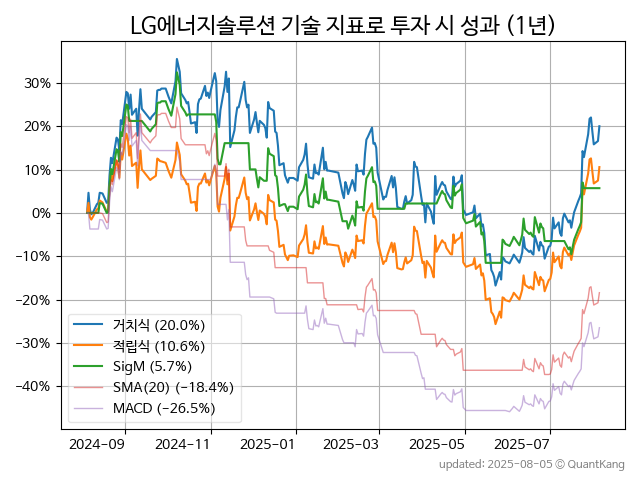 LG에너지솔루션 기술 지표로 투자 시 성과 (1년)
30%
20%
10%
0%
−10%
−20%
−30%
−40%
거치식 (20.0%)
적립식 (10.6%)
SigM (5.7%)
SMA(20) (−18.4%)
MACD (−26.5%)
2024-09
2024-11
2025-01
2025-03
2025-05
2025-07
updated: 2025-08-05 ⓒ QuantKang